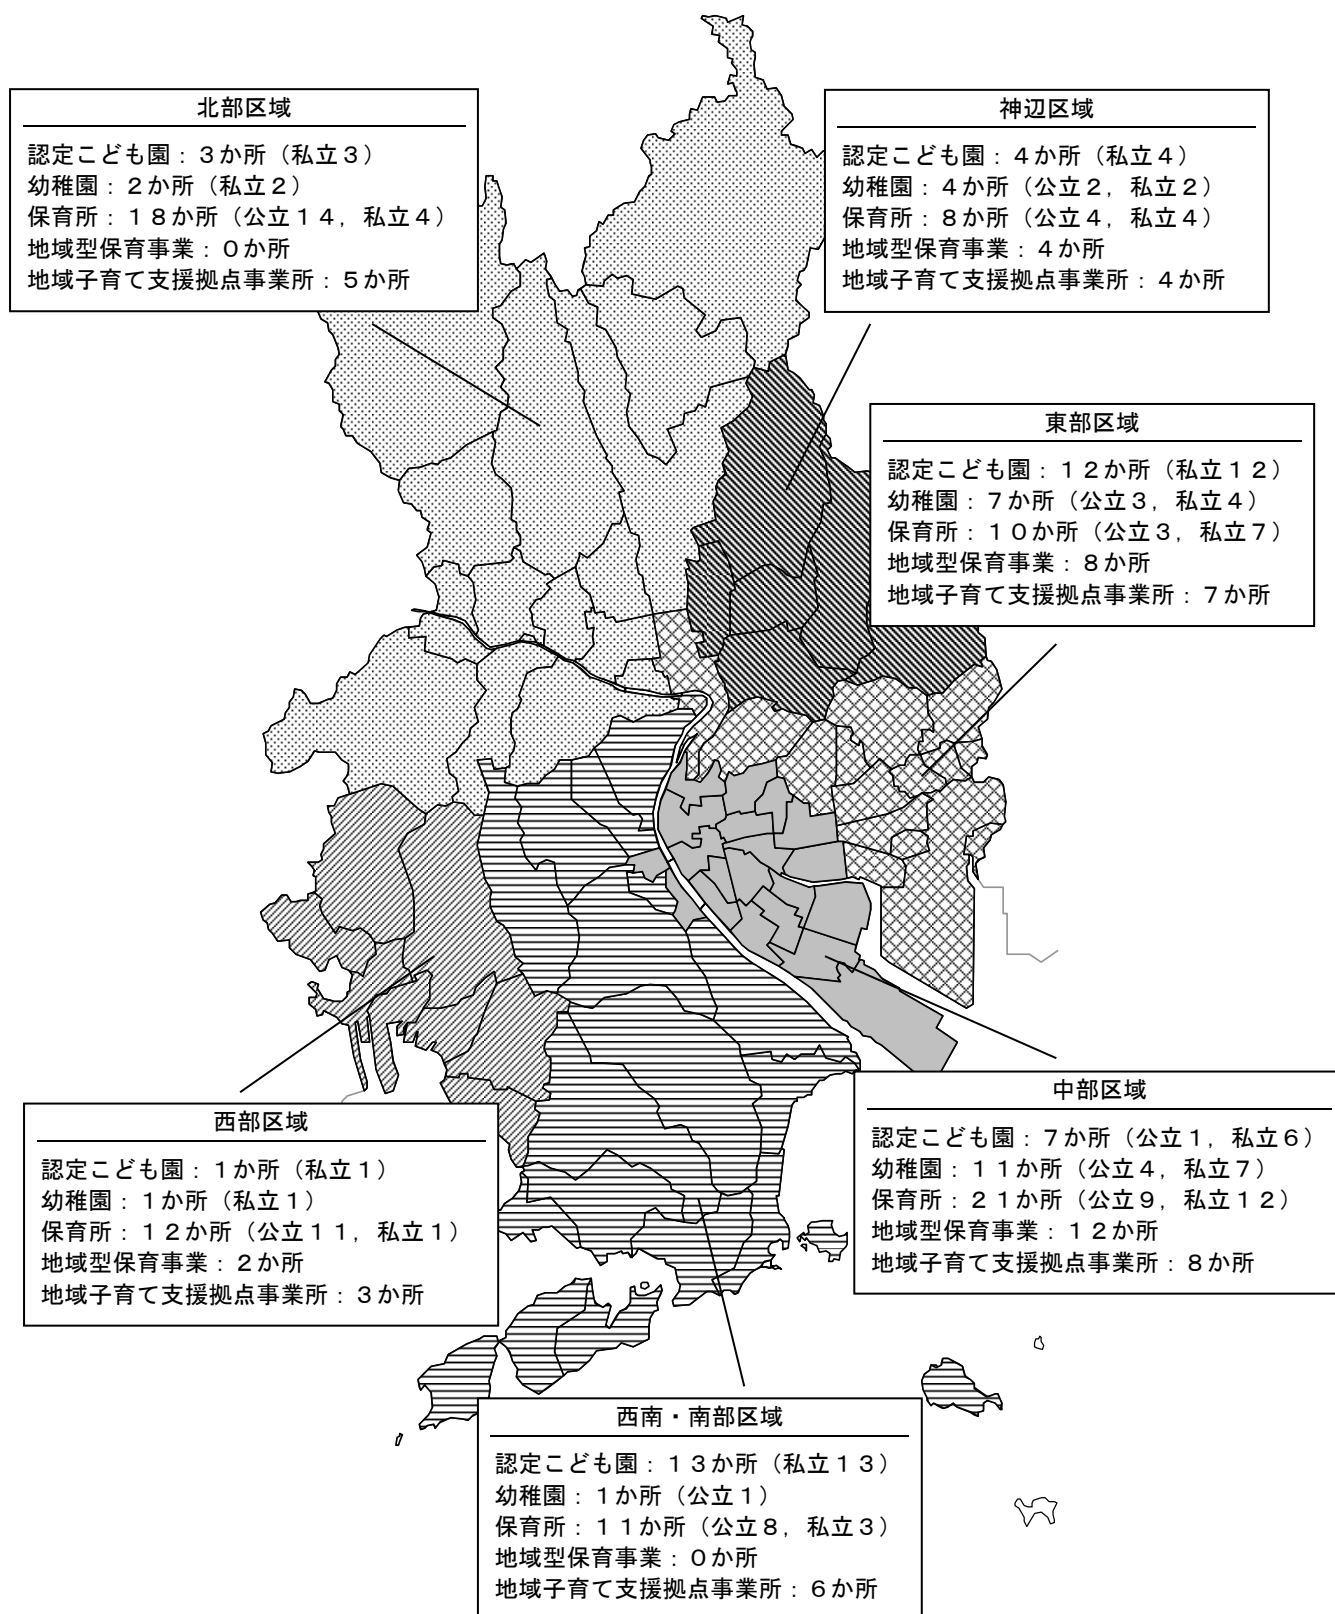 北部区域
認定こども園：３か所（私立３）
幼稚園：２か所（私立２）
保育所：１８か所（公立１４，私立４）
地域型保育事業：０か所
地域子育て支援拠点事業所：５か所
神辺区域
認定こども園：４か所（私立４）
幼稚園：４か所（公立２，私立２）
保育所：８か所（公立４，私立４）
地域型保育事業：４か所
地域子育て支援拠点事業所：４か所
東部区域
認定こども園：１２か所（私立１２）
幼稚園：７か所（公立３，私立４）
保育所：１０か所（公立３，私立７）
地域型保育事業：８か所
地域子育て支援拠点事業所：７か所
西部区域
認定こども園：１か所（私立１）
幼稚園：１か所（私立１）
保育所：１２か所（公立１１，私立１）
地域型保育事業：２か所
地域子育て支援拠点事業所：３か所
中部区域
認定こども園：７か所（公立１，私立６）
幼稚園：１１か所（公立４，私立７）
保育所：２１か所（公立９，私立１２）
地域型保育事業：１２か所
地域子育て支援拠点事業所：８か所
西南・南部区域
認定こども園：１３か所（私立１３）
幼稚園：１か所（公立１）
保育所：１１か所（公立８，私立３）
地域型保育事業：０か所
地域子育て支援拠点事業所：６か所